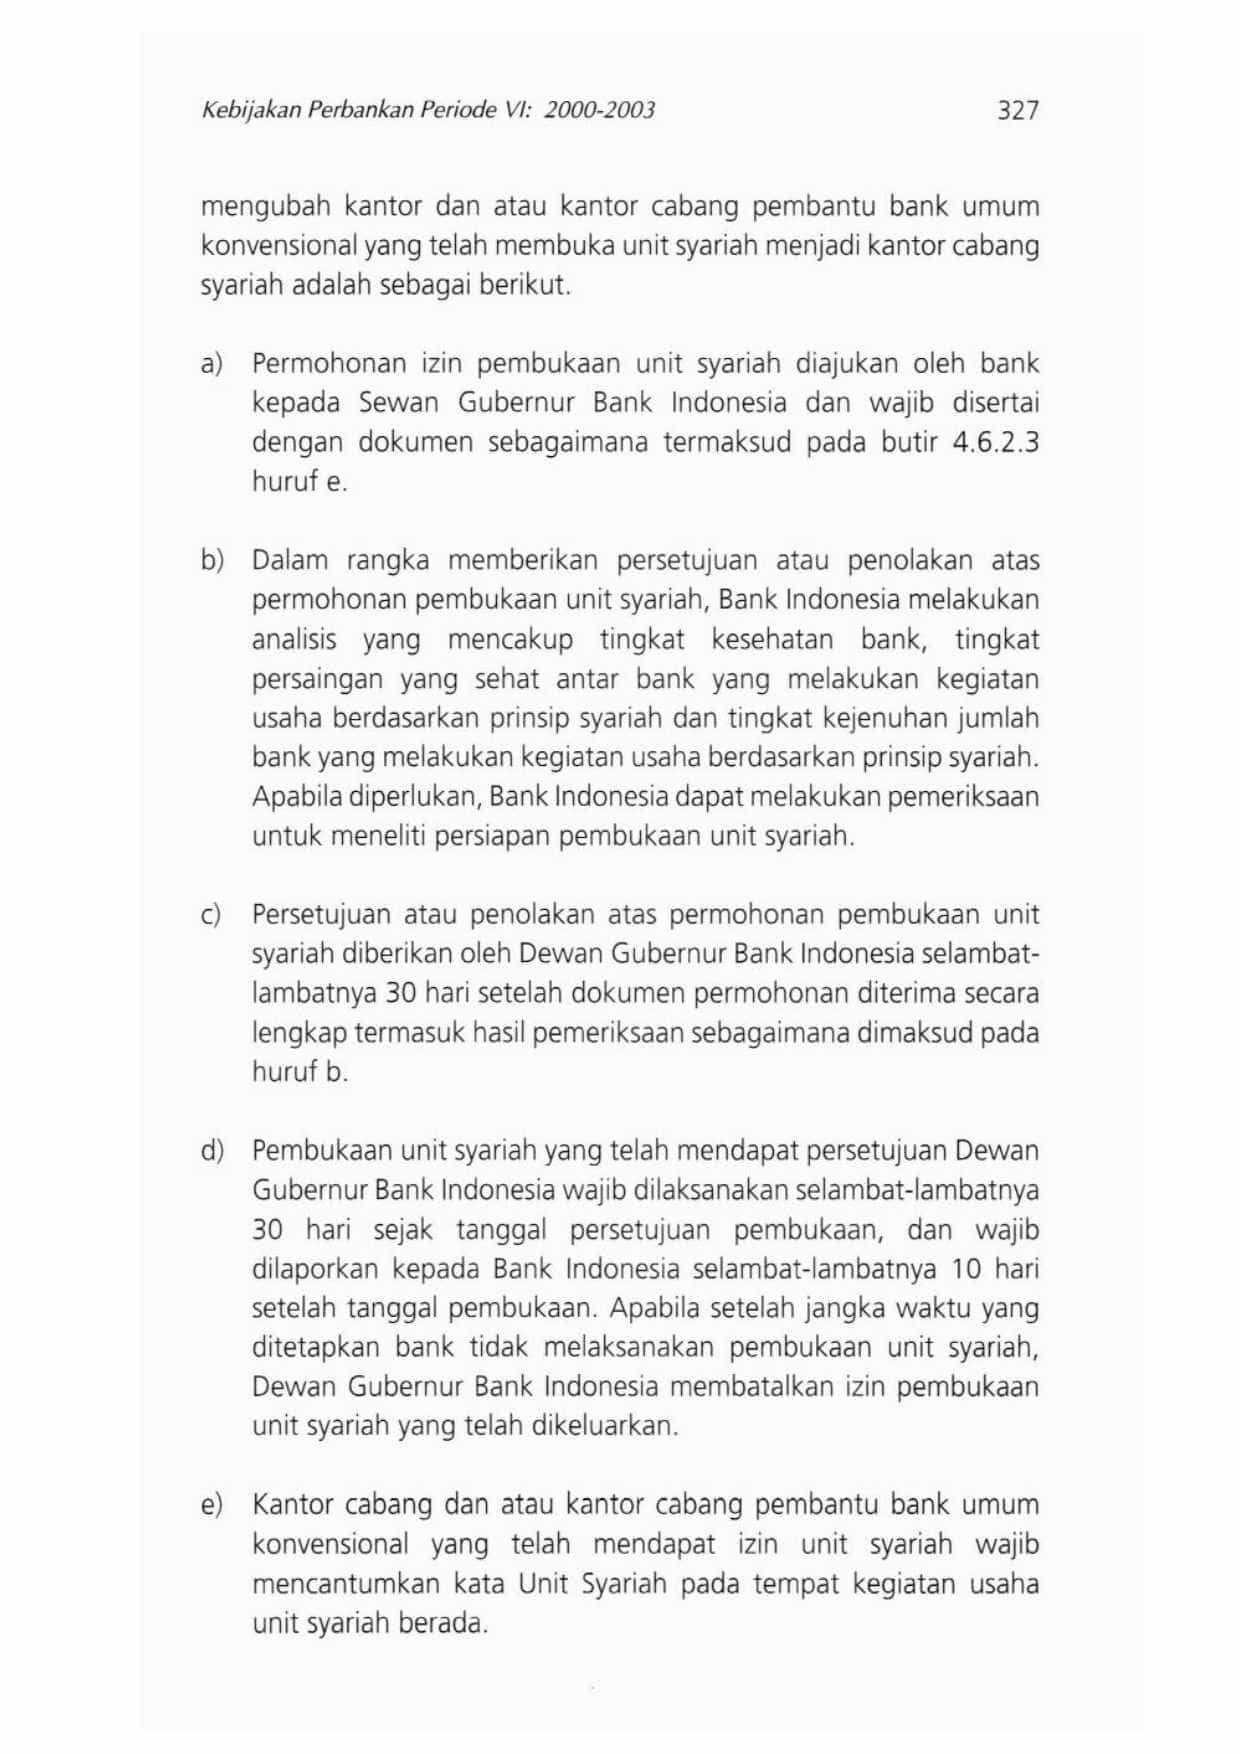 Kebijakan Perbankan Periode VI: 2000-2003 327
mengubah kantor dan atau kantor cabang pembantu bank umum
konvensional yang telah membuka unit syariah menjadi kantor cabang
syariah adalah sebagai berikut.
a) Permohonan izin pembukaan unit syariah diajukan oleh bank
kepada Sewan Gubernur Bank Indonesia dan wajib disertai
dengan dokumen sebagaimana termaksud pada butir 4.6.2.3
huruf e.
b) Dalam rangka memberikan persetujuan atau penolakan atas
permohonan pembukaan unit syariah, Bank Indonesia melakukan
analisis yang mencakup tingkat kesehatan bank, tingkat
persaingan yang sehat antar bank yang melakukan kegiatan
usaha berdasarkan prinsip syariah dan tingkat kejenuhan jumlah
bank yang melakukan kegiatan usaha berdasarkan prinsip syariah.
Apabila diperlukan, Bank Indonesia dapat melakukan pemeriksaan
untuk meneliti persiapan pembukaan unit syariah.
c) Persetujuan atau penolakan atas permohonan pembukaan unit
syariah diberikan oleh Dewan Gubernur Bank Indonesia selambat-
lambatnya 30 hari setelah dokumen permohonan diterima secara
lengkap termasuk hasil pemeriksaan sebagaimana dimaksud pada
huruf b.
d) Pembukaan unit syariah yang telah mendapat persetujuan Dewan
Gubernur Bank Indonesia wajib dilaksanakan selambat-lambatnya
30 hari sejak tanggal persetujuan pembukaan, dan wajib
dilaporkan kepada Bank Indonesia selambat-lambatnya 10 hari
setelah tanggal pembukaan. Apabila setelah jangka waktu yang
ditetapkan bank tidak melaksanakan pembukaan unit syariah,
Dewan Gubernur Bank Indonesia membatalkan izin pembukaan
unit syariah yang telah dikeluarkan.
e) Kantor cabang dan atau kantor cabang pembantu bank umum
konvensional yang telah mendapat izin unit syariah wajib
mencantumkan kata Unit Syariah pada tempat kegiatan usaha
unit syariah berada.